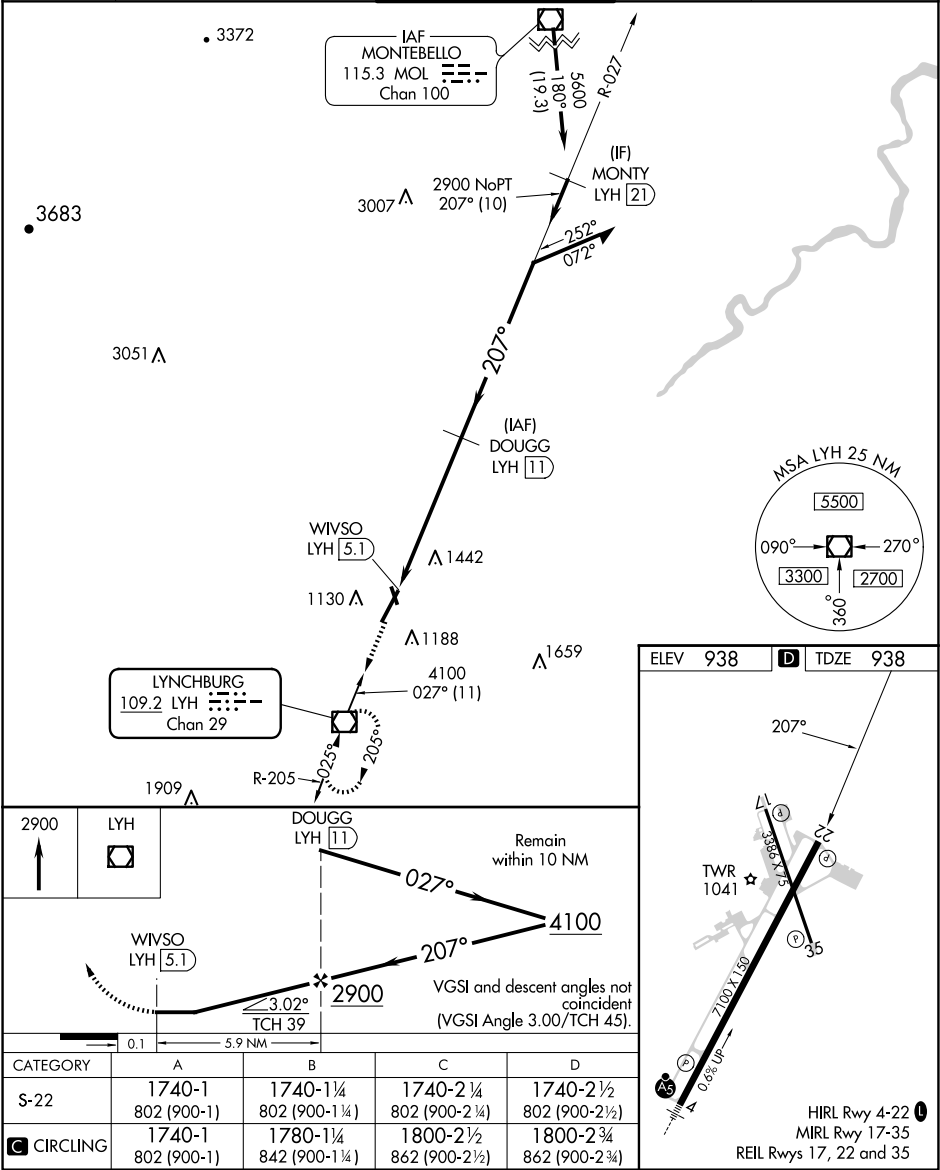 3372
IAF
MONTEBELLO
115.3 MOL
Chan 100
5600
180°
(19.3)
R-027
(IF)
MONTY
LYH 21
2900 NoPT
207° (10)
3007
3683
252°
072°
3051
207°
(IAF)
DOUGG
LYH 11
MSA LYH 25 NM
5500
090°
270°
3300
2700
360°
WIVSO
LYH 5.1
1442
1130
1188
1659
4100
027° (11)
LYNCHBURG
109.2 LYH
Chan 29
025°
205°
R-205
1909
ELEV 938 D TDZE 938
207°
17
3386 X 75
22
P
P
TWR
1041
P
35
7100 X 150
P
0.6% UP
A5
4
HIRL Rwy 4-22 L
MIRL Rwy 17-35
REIL Rwys 17, 22 and 35
2900
LYH
DOUGG
LYH 11
Remain
within 10 NM
027°
4100
207°
WIVSO
LYH 5.1
2900
3.02°
TCH 39
VGSI and descent angles not
coincident
(VGSI Angle 3.00/TCH 45).
0.1
5.9 NM
CATEGORY A B C D
S-22 1740-1 1740-1¼ 1740-2¼ 1740-2½
802 (900-1) 802 (900-1¼) 802 (900-2¼) 802 (900-2½)
C CIRCLING 1740-1 1780-1¼ 1800-2½ 1800-2¾
802 (900-1) 842 (900-1¼) 862 (900-2½) 862 (900-2¾)